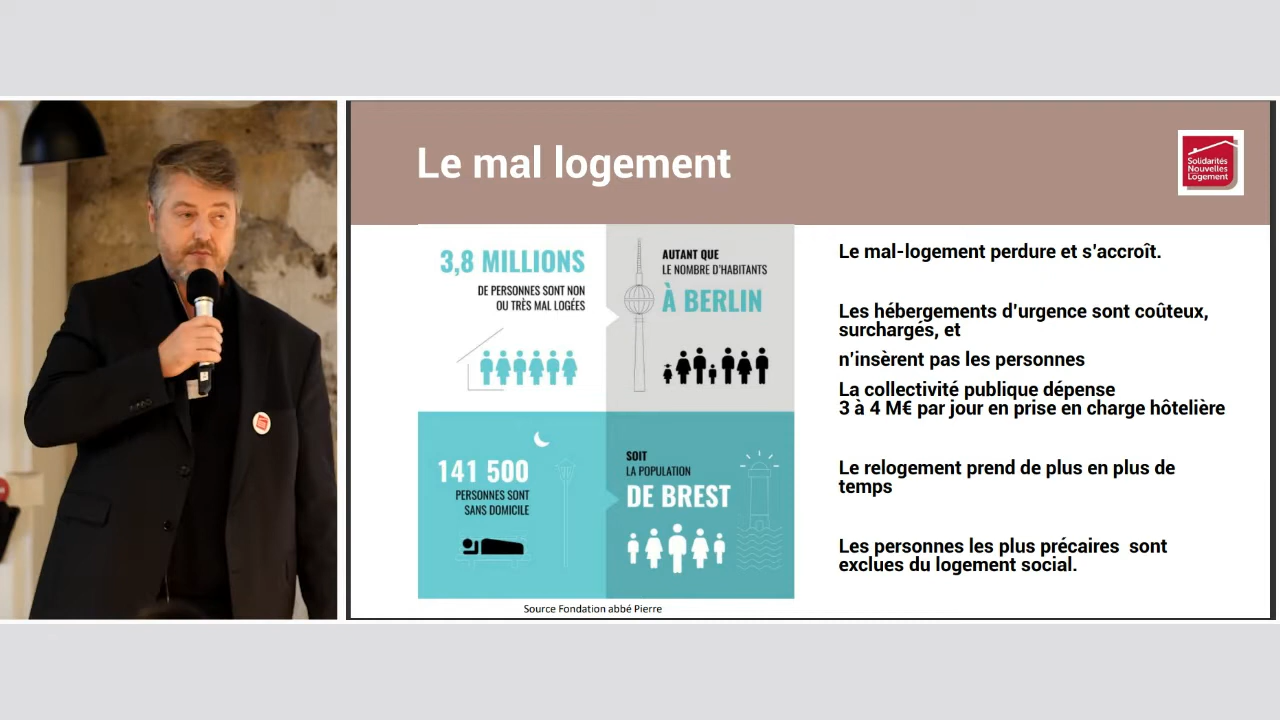 Le mal logement
Solidarités
Nouvelles
Logement
3,8 MILLIONS
DE PERSONNES SONT NON
OU TRÈS MAL LOGÉES
AUTANT QUE
LE NOMBRE D'HABITANTS
À BERLIN
141 500
PERSONNES SONT
SANS DOMICILE
SOIT
LA POPULATION
DE BREST
Source Fondation abbé Pierre
Le mal-logement perdure et s'accroît.
Les hébergements d'urgence sont coûteux,
surchargés, et
n'insèrent pas les personnes
La collectivité publique dépense
3 à 4 M€ par jour en prise en charge hôtelière
Le relogement prend de plus en plus de
temps
Les personnes les plus précaires  sont
exclues du logement social.